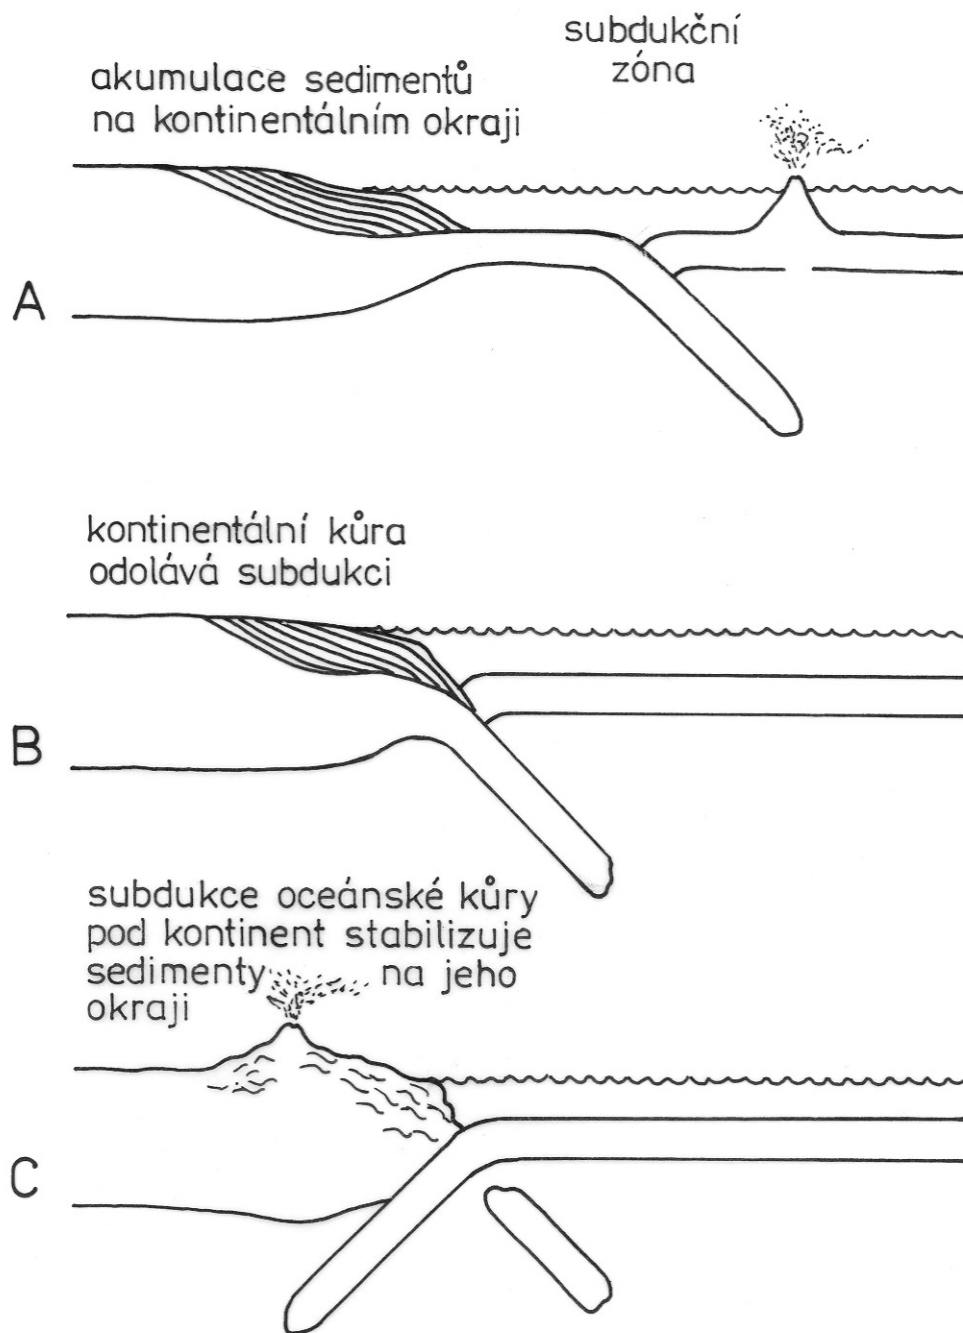 subdukční
zóna
akumulace sedimentů
na kontinentálním okraji
A
kontinentální kůra
odolává subdukci
B
subdukce oceánské kůry
pod kontinent stabilizuje
sedimenty na jeho
okraji
C